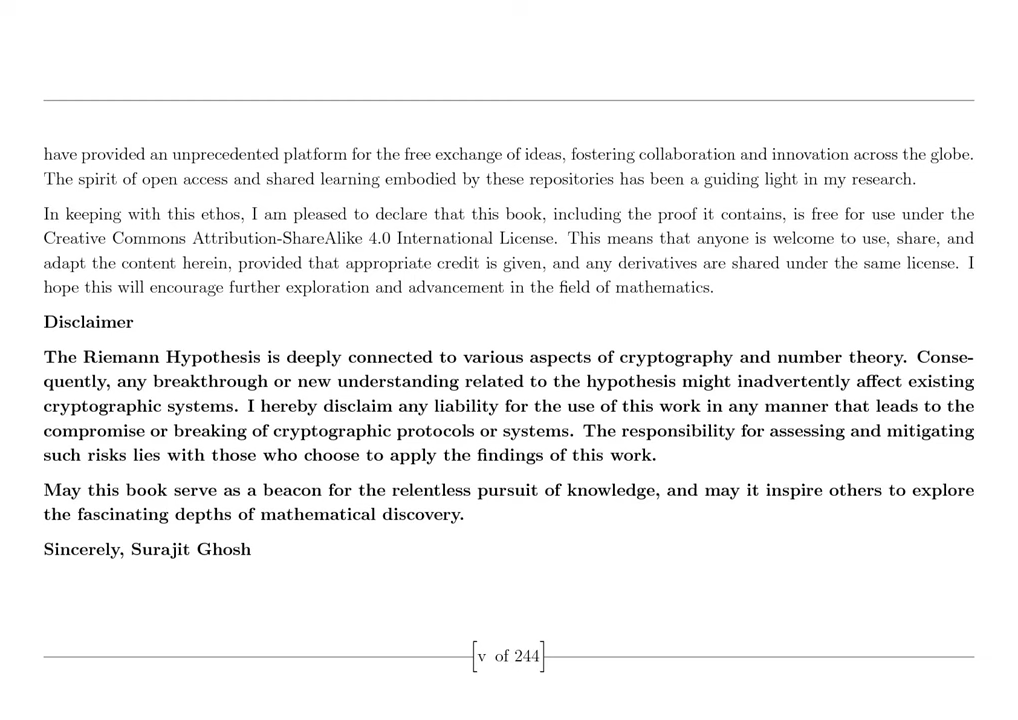 have provided an unprecedented platform for the free exchange of ideas, fostering collaboration and innovation across the globe.
The spirit of open access and shared learning embodied by these repositories has been a guiding light in my research.
In keeping with this ethos, I am pleased to declare that this book, including the proof it contains, is free for use under the
Creative Commons Attribution-ShareAlike 4.0 International License. This means that anyone is welcome to use, share, and
adapt the content herein, provided that appropriate credit is given, and any derivatives are shared under the same license. I
hope this will encourage further exploration and advancement in the field of mathematics.
Disclaimer
The Riemann Hypothesis is deeply connected to various aspects of cryptography and number theory. Conse-
quently, any breakthrough or new understanding related to the hypothesis might inadvertently affect existing
cryptographic systems. I hereby disclaim any liability for the use of this work in any manner that leads to the
compromise or breaking of cryptographic protocols or systems. The responsibility for assessing and mitigating
such risks lies with those who choose to apply the findings of this work.
May this book serve as a beacon for the relentless pursuit of knowledge, and may it inspire others to explore
the fascinating depths of mathematical discovery.
Sincerely, Surajit Ghosh
[v of 244]